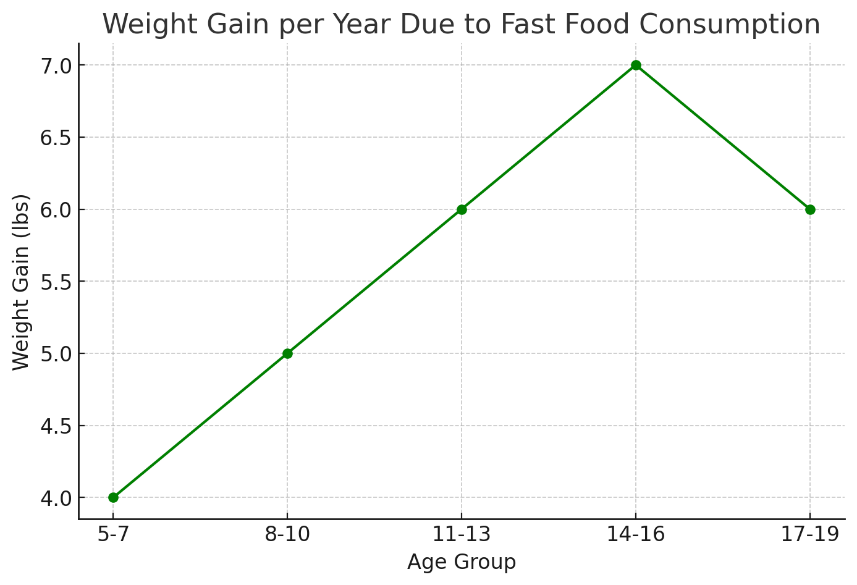 Weight Gain per Year Due to Fast Food Consumption
Weight Gain (lbs)
7.0
6.5
6.0
5.5
5.0
4.5
4.0
5-7 8-10 11-13 14-16 17-19
Age Group